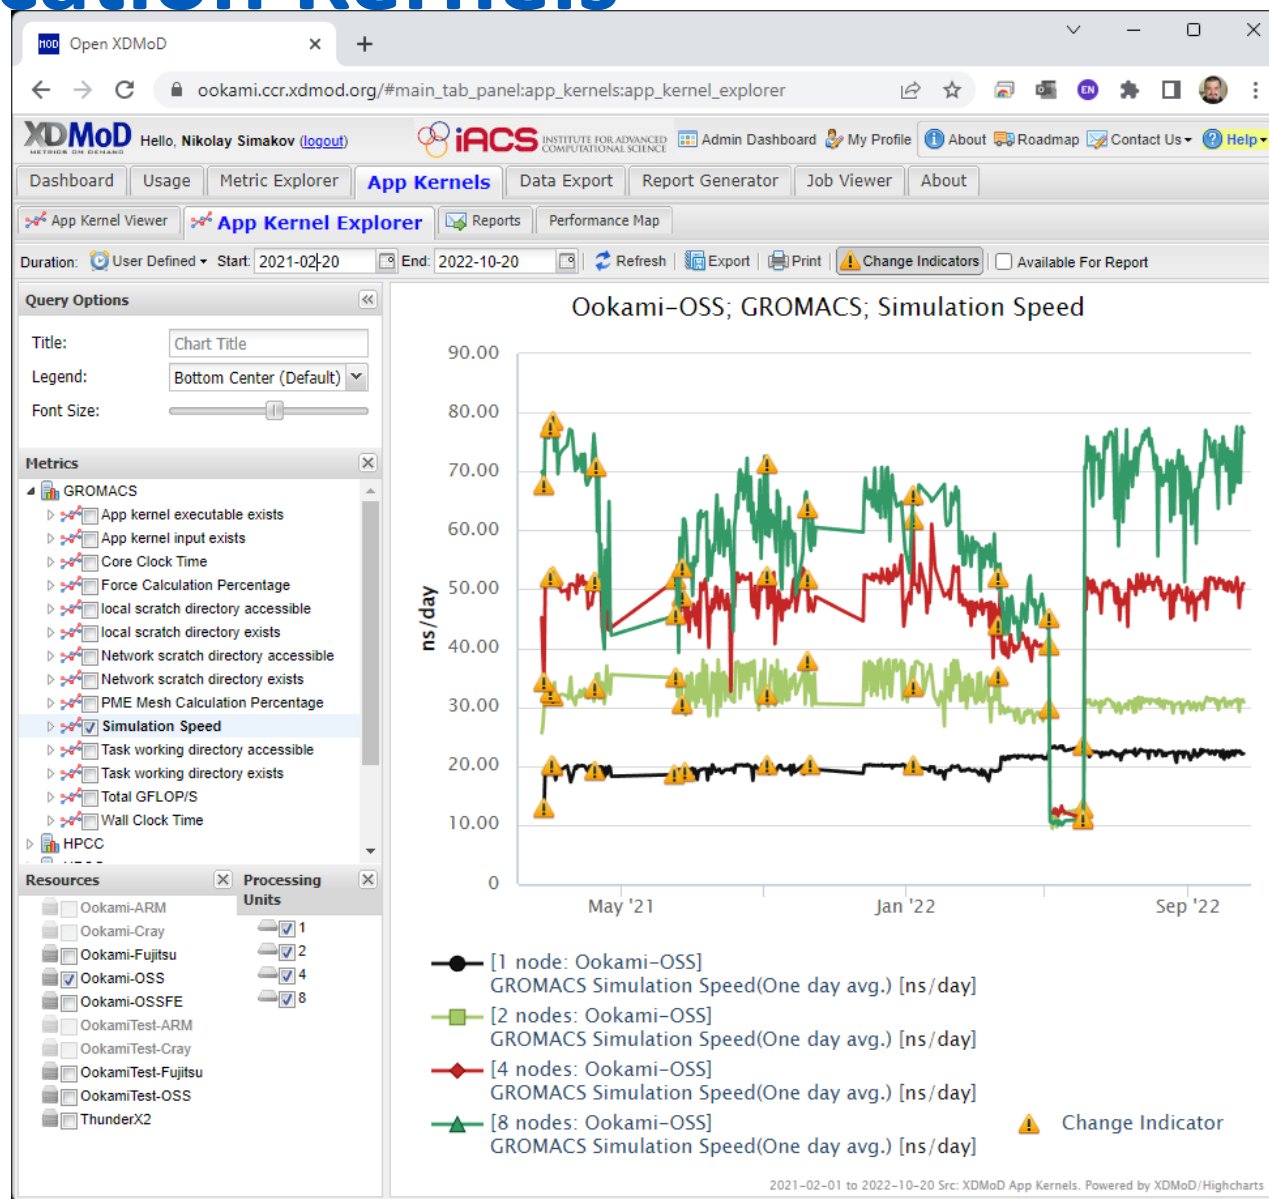 cation Kernels
MOD Open XDMoD
ookami.ccr.xdmod.org/#main_tab_panel:app_kernels:app_kernel_explorer
EN
XDMoD
METRICS ON DEMAND
Hello, Nikolay Simakov (logout)
iACS INSTITUTE FOR ADVANCED COMPUTATIONAL SCIENCE
Admin Dashboard My Profile About Roadmap Contact Us Help
Dashboard Usage Metric Explorer App Kernels Data Export Report Generator Job Viewer About
App Kernel Viewer App Kernel Explorer Reports Performance Map
Duration: User Defined Start: 2021-02-20 End: 2022-10-20 Refresh Export Print Change Indicators Available For Report
Query Options
Title: Chart Title
Legend: Bottom Center (Default)
Font Size:
Metrics
GROMACS
App kernel executable exists
App kernel input exists
Core Clock Time
Force Calculation Percentage
local scratch directory accessible
local scratch directory exists
Network scratch directory accessible
Network scratch directory exists
PME Mesh Calculation Percentage
Simulation Speed
Task working directory accessible
Task working directory exists
Total GFLOP/S
Wall Clock Time
HPCC
Resources
Ookami-ARM
Ookami-Cray
Ookami-Fujitsu
Ookami-OSS
Ookami-OSSFE
OokamiTest-ARM
OokamiTest-Cray
OokamiTest-Fujitsu
OokamiTest-OSS
ThunderX2
Processing
Units
1
2
4
8
Ookami-OSS; GROMACS; Simulation Speed
ns/day
90.00
80.00
70.00
60.00
50.00
40.00
30.00
20.00
10.00
0
May '21 Jan '22 Sep '22
[1 node: Ookami-OSS]
GROMACS Simulation Speed(One day avg.) [ns/day]
[2 nodes: Ookami-OSS]
GROMACS Simulation Speed(One day avg.) [ns/day]
[4 nodes: Ookami-OSS]
GROMACS Simulation Speed(One day avg.) [ns/day]
[8 nodes: Ookami-OSS]
GROMACS Simulation Speed(One day avg.) [ns/day]
Change Indicator
2021-02-01 to 2022-10-20 Src: XDMoD App Kernels. Powered by XDMoD/Highcharts